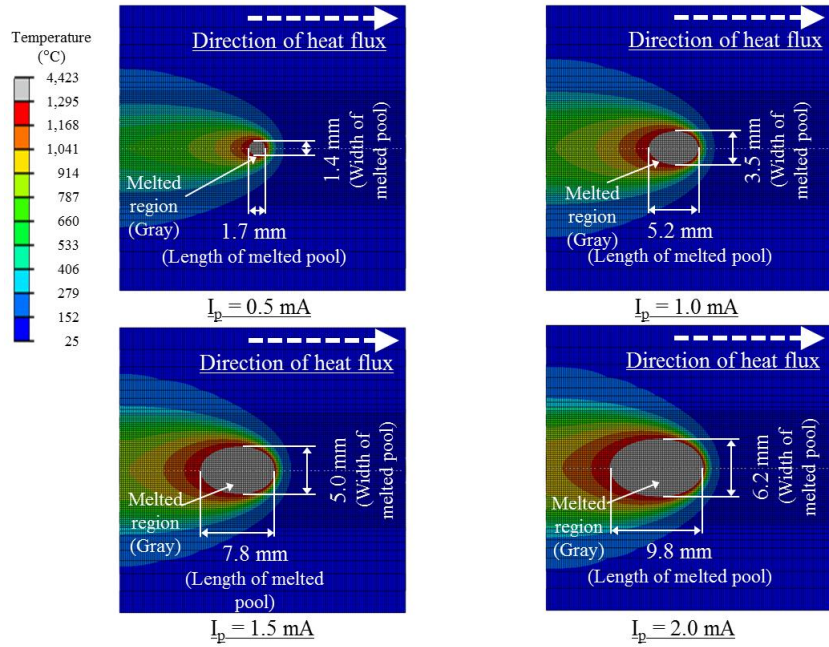 Temperature
(°C)
4,423
1,295
1,168
1,041
914
787
660
533
406
279
152
25
Direction of heat flux
1.4 mm
(Width of
melted pool)
Melted
region
(Gray)
1.7 mm
(Length of melted pool)
I_p = 0.5 mA
Direction of heat flux
3.5 mm
(Width of
melted pool)
Melted
region
(Gray)
5.2 mm
(Length of melted pool)
I_p = 1.0 mA
Direction of heat flux
5.0 mm
(Width of
melted pool)
Melted
region
(Gray)
7.8 mm
(Length of melted
pool)
I_p = 1.5 mA
Direction of heat flux
6.2 mm
(Width of
melted pool)
Melted
region
(Gray)
9.8 mm
(Length of melted pool)
I_p = 2.0 mA